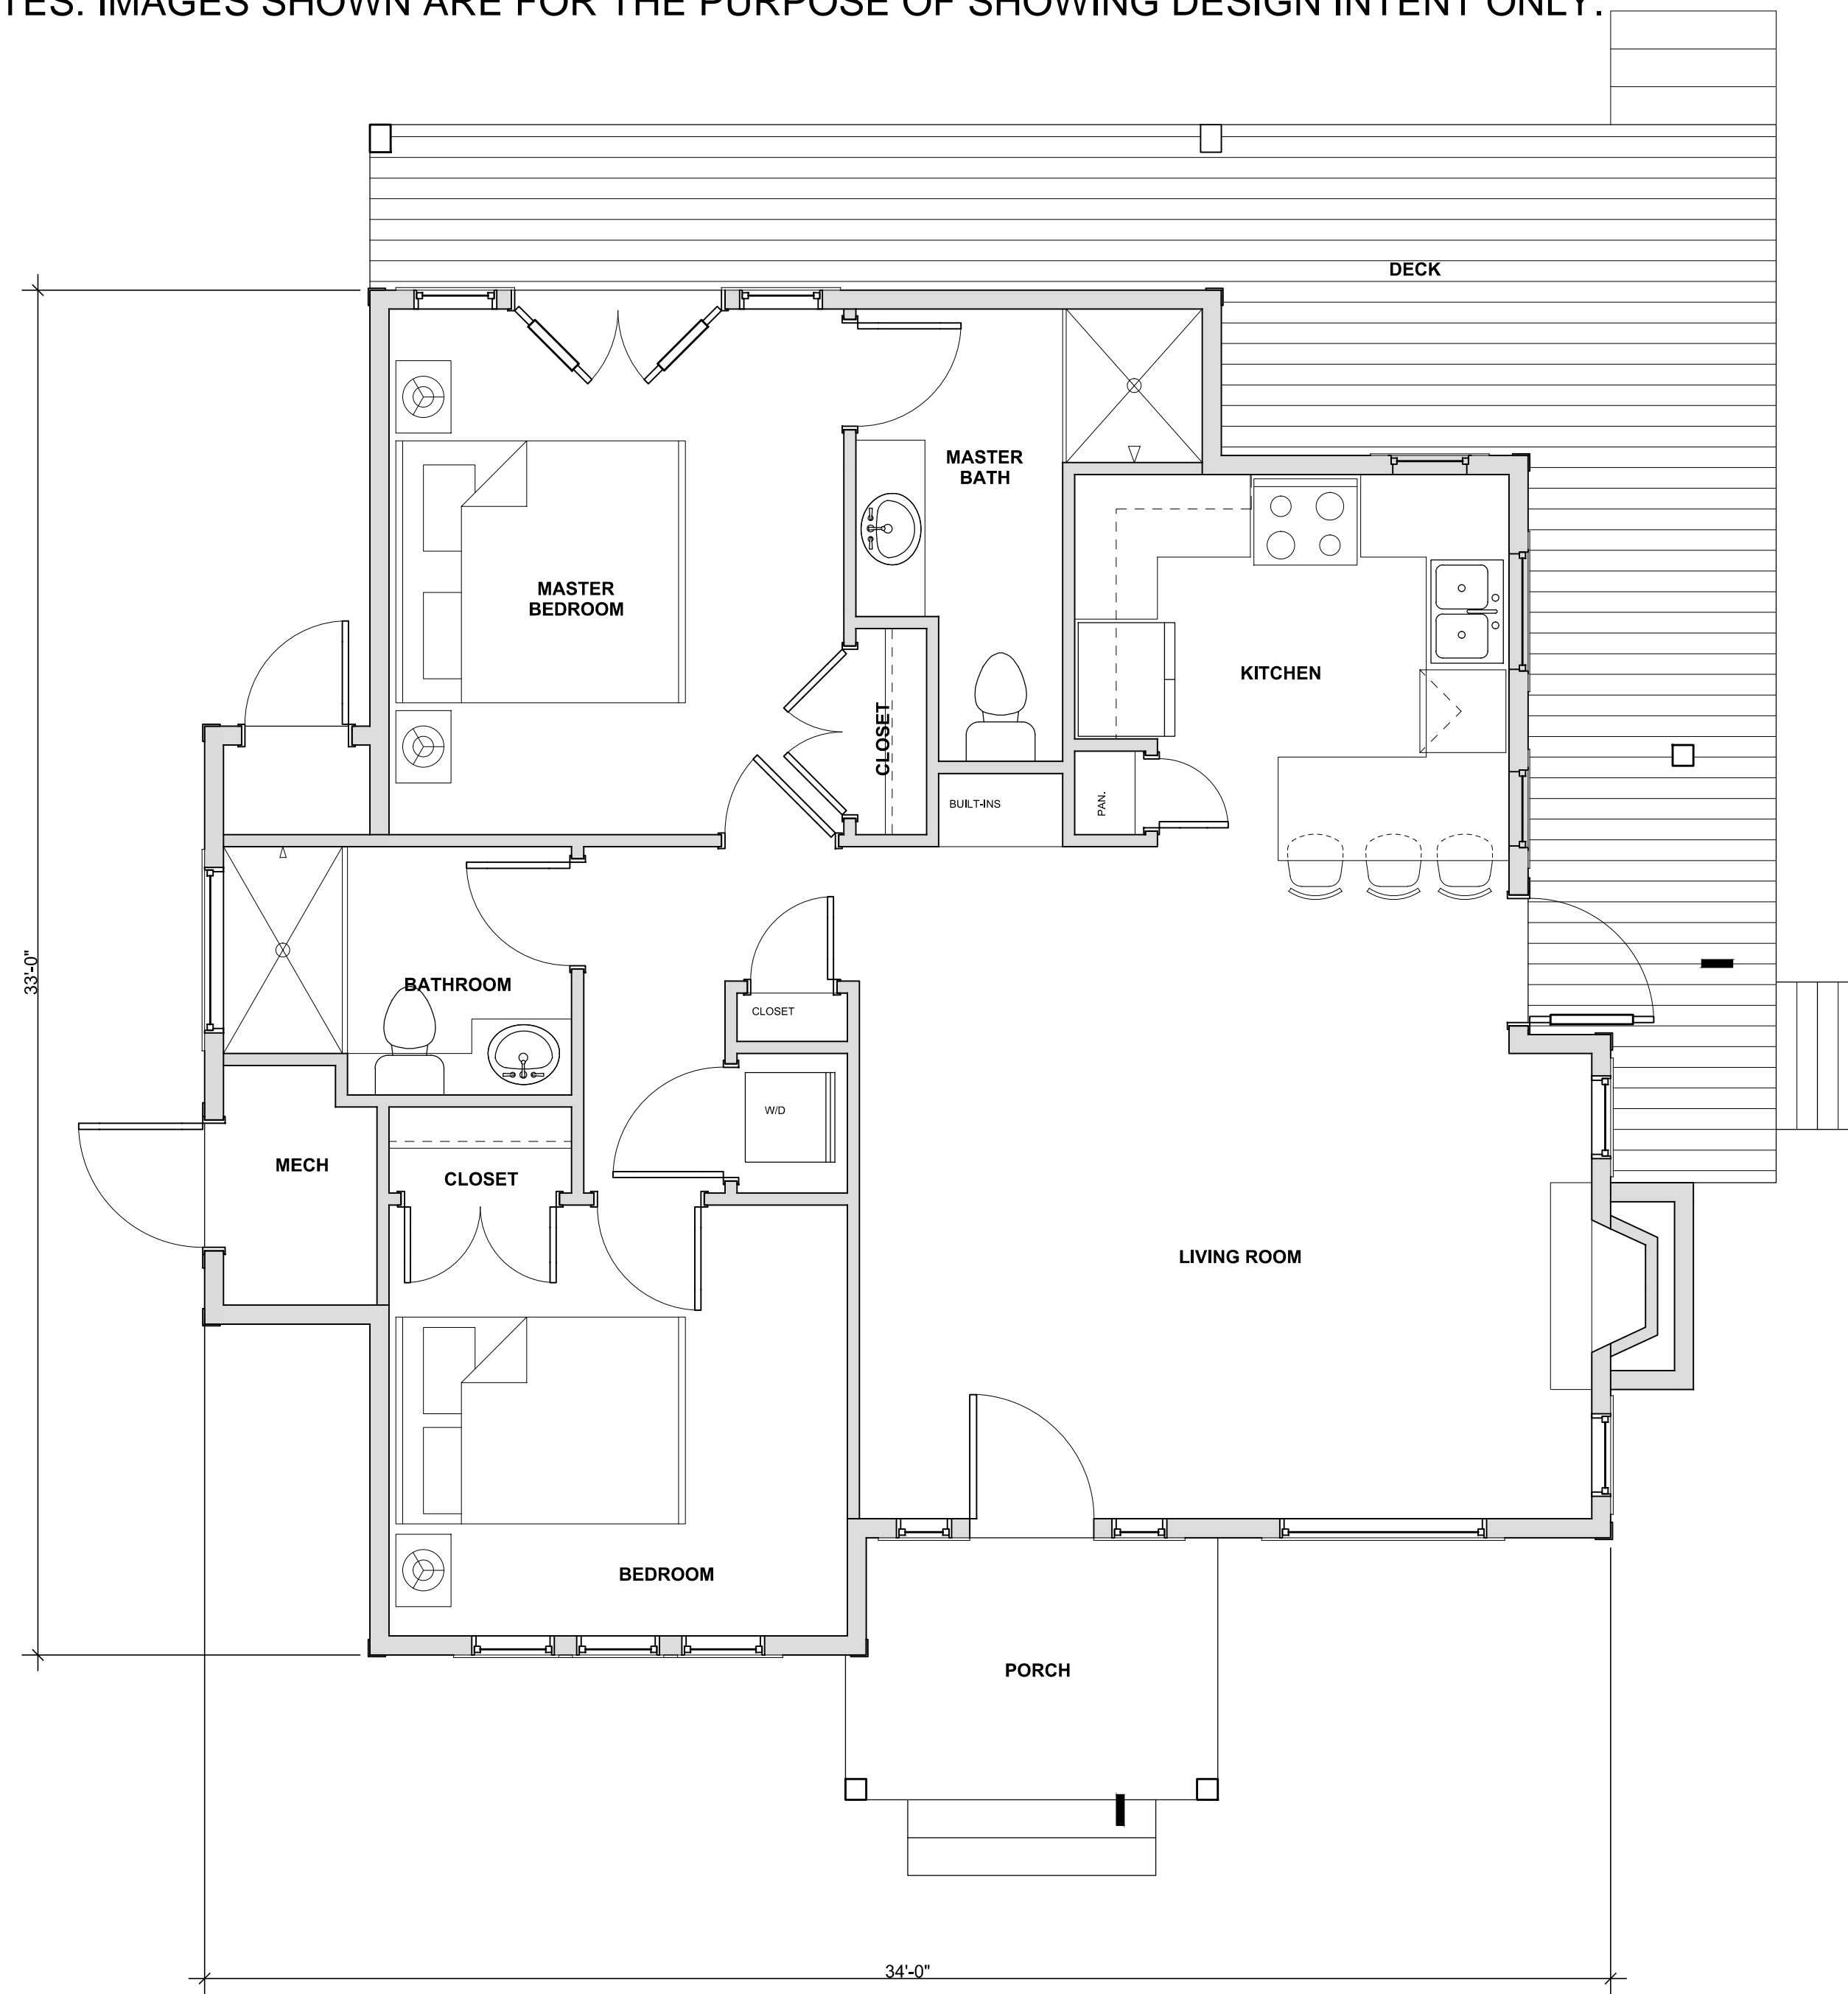 TES. IMAGES SHOWN ARE FOR THE PURPOSE OF SHOWING DESIGN INTENT ONLY.
DECK
MASTER
BATH
MASTER
BEDROOM
KITCHEN
CLOSET
BUILT-INS
PAN.
33'-0"
BATHROOM
CLOSET
W/D
MECH
CLOSET
LIVING ROOM
BEDROOM
PORCH
34'-0"